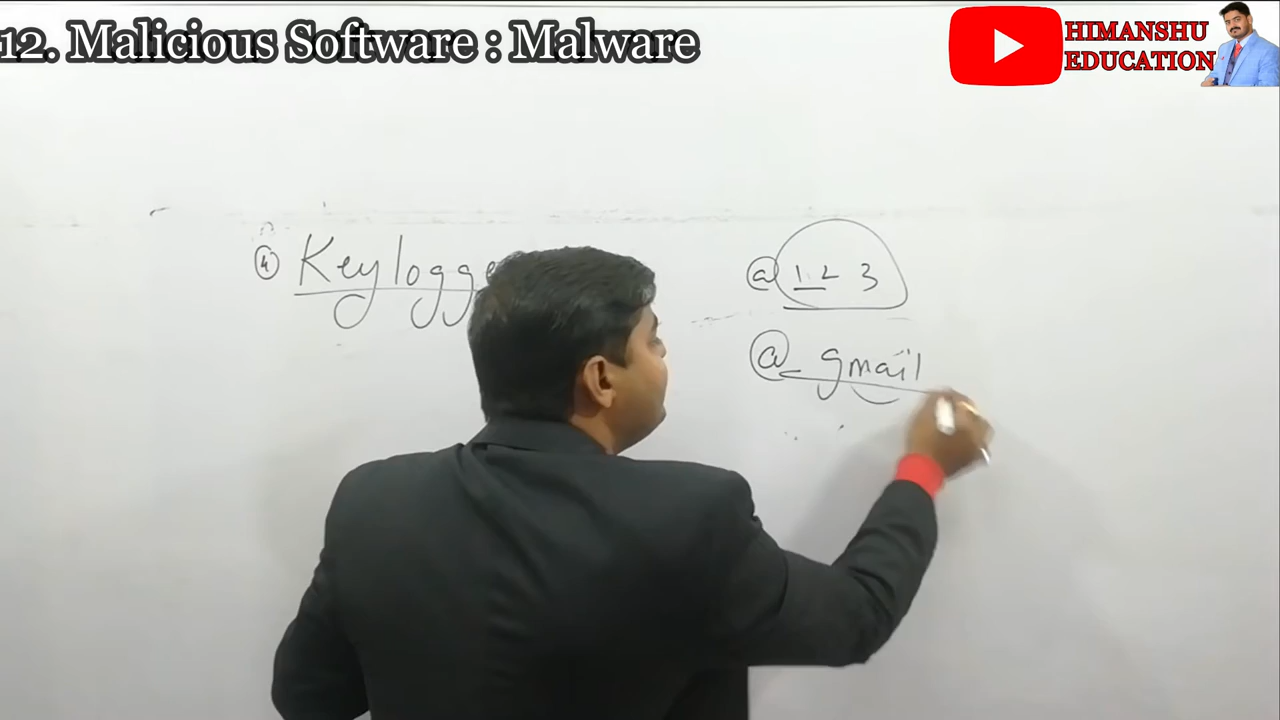 12. Malicious Software : Malware
HIMANSHU
EDUCATION
4 Keylogge
@ 1 2 3
@ gmail